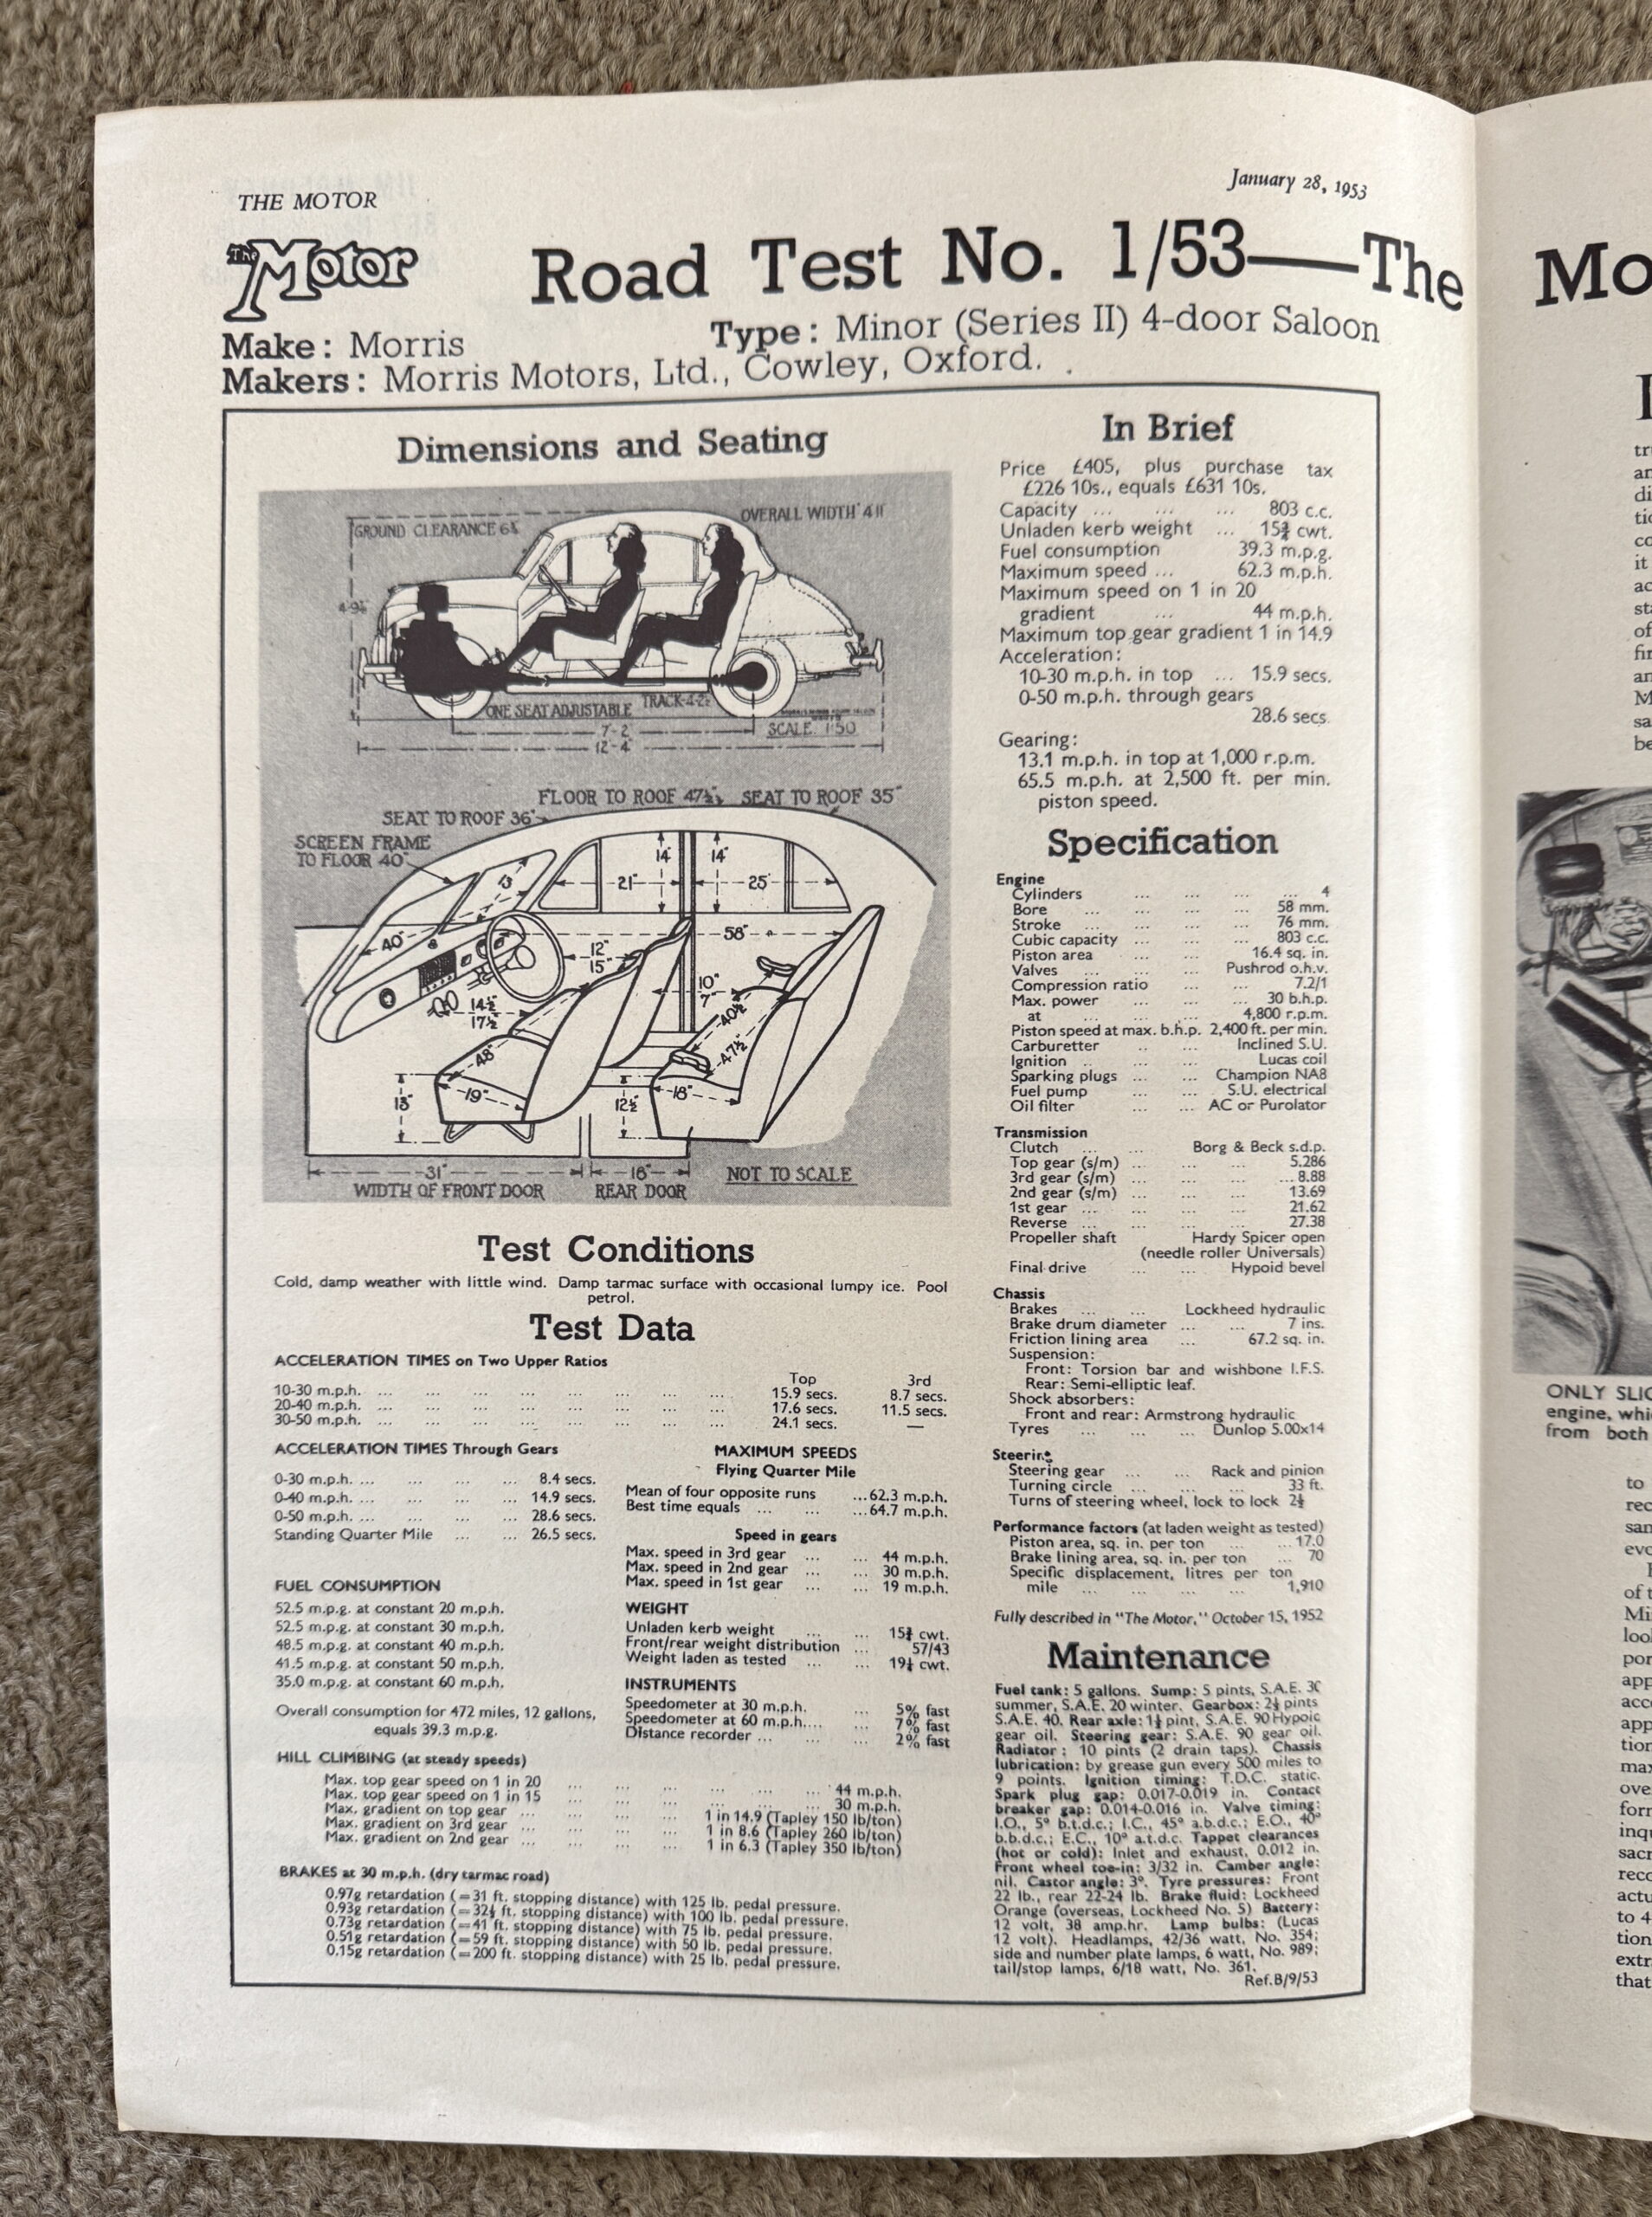 THE MOTOR
January 28, 1953
The Motor
Road Test No. 1/53—The Mo
Make: Morris
Type: Minor (Series II) 4-door Saloon
Makers: Morris Motors, Ltd., Cowley, Oxford.
Dimensions and Seating
GROUND CLEARANCE 6¾"
OVERALL WIDTH 4'11"
ONE SEAT ADJUSTABLE
TRACK-4'-2½"
7'-2"
SCALE 1:50
12'-4"
FLOOR TO ROOF 47½"
SEAT TO ROOF 35"
SEAT TO ROOF 36"
SCREEN FRAME
TO FLOOR 40"
13"
14"
14"
21"
25"
40"
58"
12"
15"
10"
7"
14½"
17½"
40½"
47½"
48"
19"
18"
12½"
31"
WIDTH OF FRONT DOOR
REAR DOOR
NOT TO SCALE
Test Conditions
Cold, damp weather with little wind. Damp tarmac surface with occasional lumpy ice. Pool
petrol.
Test Data
ACCELERATION TIMES on Two Upper Ratios
Top 3rd
10-30 m.p.h. ... 15.9 secs. 8.7 secs.
20-40 m.p.h. ... 17.6 secs. 11.5 secs.
30-50 m.p.h. ... 24.1 secs. —
ACCELERATION TIMES Through Gears
0-30 m.p.h. ... 8.4 secs.
0-40 m.p.h. ... 14.9 secs.
0-50 m.p.h. ... 28.6 secs.
Standing Quarter Mile ... 26.5 secs.
FUEL CONSUMPTION
52.5 m.p.g. at constant 20 m.p.h.
52.5 m.p.g. at constant 30 m.p.h.
48.5 m.p.g. at constant 40 m.p.h.
41.5 m.p.g. at constant 50 m.p.h.
35.0 m.p.g. at constant 60 m.p.h.
Overall consumption for 472 miles, 12 gallons,
equals 39.3 m.p.g.
MAXIMUM SPEEDS
Flying Quarter Mile
Mean of four opposite runs ... 62.3 m.p.h.
Best time equals ... 64.7 m.p.h.
Speed in gears
Max. speed in 3rd gear ... 44 m.p.h.
Max. speed in 2nd gear ... 30 m.p.h.
Max. speed in 1st gear ... 19 m.p.h.
WEIGHT
Unladen kerb weight ... 15¾ cwt.
Front/rear weight distribution ... 57/43
Weight laden as tested ... cwt.
INSTRUMENTS
Speedometer at 30 m.p.h. ... 5% fast
Speedometer at 60 m.p.h. ... 7% fast
Distance recorder ... 2% fast
HILL CLIMBING (at steady speeds)
Max. top gear speed on 1 in 20 ... 44 m.p.h.
Max. top gear speed on 1 in 15 ... 30 m.p.h.
Max. gradient on top gear ... 1 in 14.9 (Tapley 150 lb/ton)
Max. gradient on 3rd gear ... 1 in 8.6 (Tapley 260 lb/ton)
Max. gradient on 2nd gear ... 1 in 6.3 (Tapley 350 lb/ton)
BRAKES at 30 m.p.h. (dry tarmac road)
0.97g retardation (=31 ft. stopping distance) with 125 lb. pedal pressure.
0.93g retardation (= ft. stopping distance) with 100 lb. pedal pressure.
0.73g retardation (=41 ft. stopping distance) with 75 lb. pedal pressure.
0.51g retardation (=59 ft. stopping distance) with 50 lb. pedal pressure.
0.15g retardation (=200 ft. stopping distance) with 25 lb. pedal pressure.
In Brief
Price £405, plus purchase tax
£226 10s., equals £631 10s.
Capacity ... 803 c.c.
Unladen kerb weight ... 15¾ cwt.
Fuel consumption 39.3 m.p.g.
Maximum speed ... 62.3 m.p.h.
Maximum speed on 1 in 20
gradient ... 44 m.p.h.
Maximum top gear gradient 1 in 14.9
Acceleration:
10-30 m.p.h. in top ... 15.9 secs.
0-50 m.p.h. through gears
28.6 secs.
Gearing:
13.1 m.p.h. in top at 1,000 r.p.m.
65.5 m.p.h. at 2,500 ft. per min.
piston speed.
Specification
Engine
Cylinders ... 4
Bore ... 58 mm.
Stroke ... 76 mm.
Cubic capacity ... 803 c.c.
Piston area ... 16.4 sq. in.
Valves ... Pushrod o.h.v.
Compression ratio ... 7.2/1
Max. power ... 30 b.h.p.
at ... 4,800 r.p.m.
Piston speed at max. b.h.p. 2,400 ft. per min.
Carburetter ... Inclined S.U.
Ignition ... Lucas coil
Sparking plugs ... Champion NA8
Fuel pump ... S.U. electrical
Oil filter ... AC or Purolator
Transmission
Clutch ... Borg & Beck s.d.p.
Top gear (s/m) ... 5.286
3rd gear (s/m) ... 8.88
2nd gear (s/m) ... 13.69
1st gear ... 21.62
Reverse ... 27.38
Propeller shaft Hardy Spicer open
(needle roller Universals)
Final drive ... Hypoid bevel
Chassis
Brakes ... Lockheed hydraulic
Brake drum diameter ... 7 ins.
Friction lining area ... 67.2 sq. in.
Suspension:
Front: Torsion bar and wishbone I.F.S.
Rear: Semi-elliptic leaf.
Shock absorbers:
Front and rear: Armstrong hydraulic
Tyres ... Dunlop 5.00x14
Steering
Steering gear ... Rack and pinion
Turning circle ... 33 ft.
Turns of steering wheel, lock to lock
Performance factors (at laden weight as tested)
Piston area, sq. in. per ton ... 17.0
Brake lining area, sq. in. per ton ... 70
Specific displacement, litres per ton
mile ... 1,910
Fully described in "The Motor," October 15, 1952
Maintenance
Fuel tank: 5 gallons. Sump: 5 pints, S.A.E. 30
summer, S.A.E. 20 winter. Gearbox: pints
S.A.E. 40. Rear axle: pint, S.A.E. 90 Hypoid
gear oil. Steering gear: S.A.E. 90 gear oil.
Radiator: 10 pints (2 drain taps). Chassis
lubrication: by grease gun every 500 miles to
9 points. Ignition timing: T.D.C. static.
Spark plug gap: 0.017-0.019 in. Contact
breaker gap: 0.014-0.016 in. Valve timing:
I.O., 5° b.t.d.c.; I.C., 45° a.b.d.c.; E.O., 40°
b.b.d.c.; E.C., 10° a.t.d.c. Tappet clearances
(hot or cold): Inlet and exhaust, 0.012 in.
Front wheel toe-in: 3/32 in. Camber angle:
nil. Castor angle: 3°. Tyre pressures: Front
22 lb., rear 22-24 lb. Brake fluid: Lockheed
Orange (overseas, Lockheed No. 5) Battery:
12 volt, 38 amp.hr. Lamp bulbs: (Lucas
12 volt). Headlamps, 42/36 watt, No. 354;
side and number plate lamps, 6 watt, No. 989;
tail/stop lamps, 6/18 watt, No. 361.
Ref.B/9/53
ONLY SLIG
engine, whi
from both